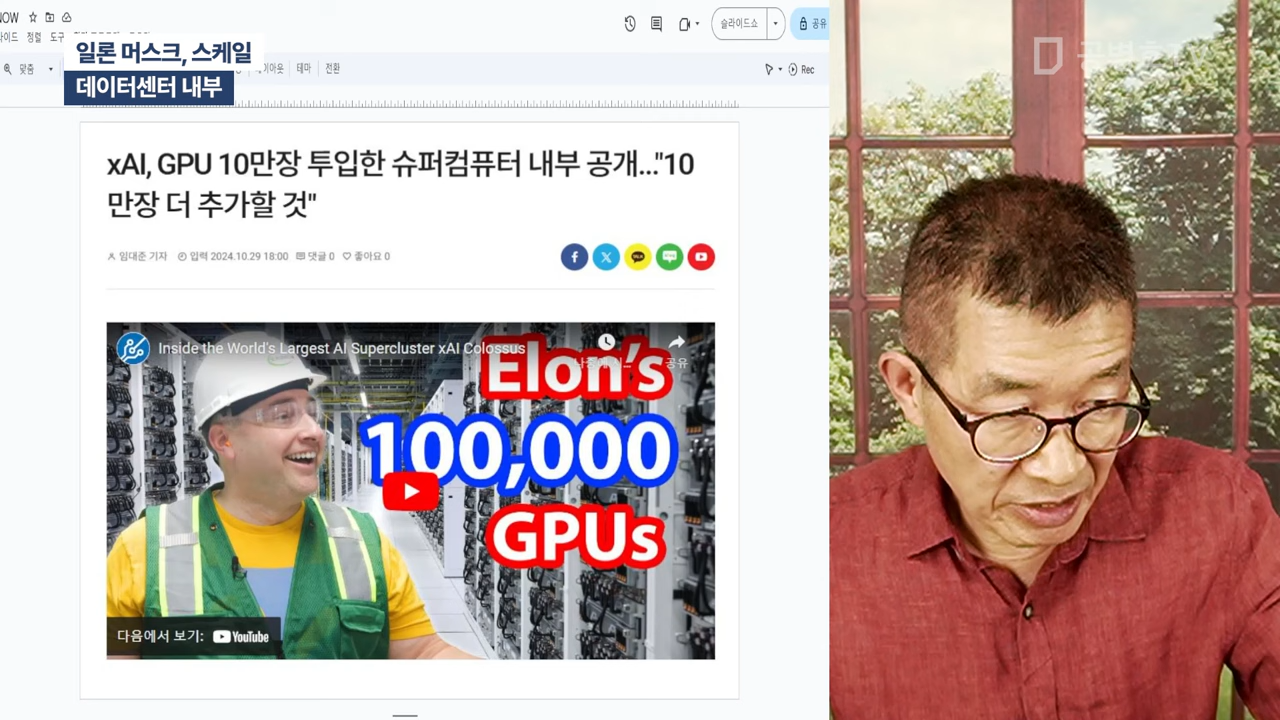 NOW
슬라이드쇼
공유
정렬 도구
일론 머스크, 스케일
맞춤
테마
전환
Rec
데이터센터 내부
xAI, GPU 10만장 투입한 슈퍼컴퓨터 내부 공개..."10
만장 더 추가할 것"
임대준 기자 입력 2024.10.29 18:00 댓글 0 좋아요 0
Inside the World's Largest AI Supercluster xAI Colossus
공유
Elon's
100,000
GPUs
다음에서 보기: YouTube